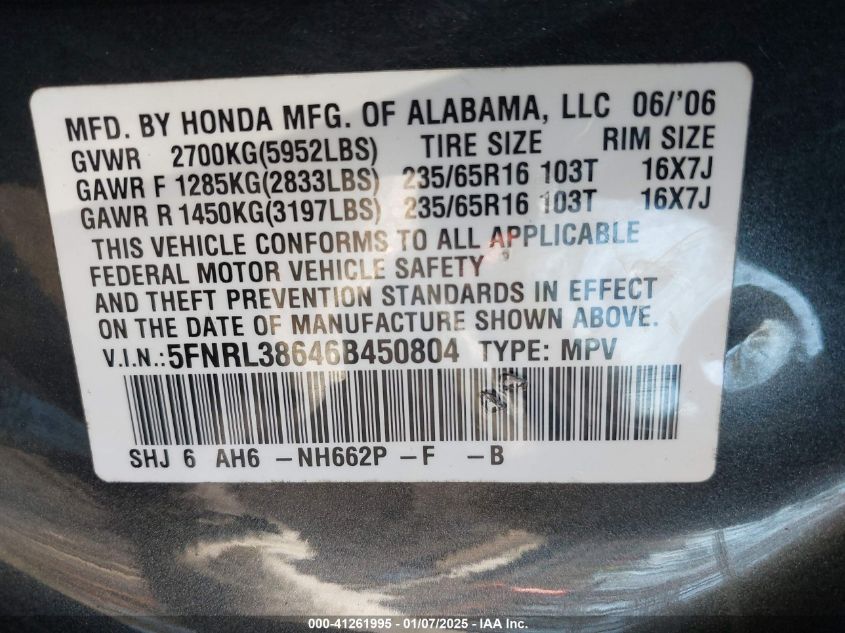 MFD. BY HONDA MFG. OF ALABAMA, LLC 06/'06
GVWR 2700KG(5952LBS) TIRE SIZE RIM SIZE
GAWR F 1285KG(2833LBS) 235/65R16 103T 16X7J
GAWR R 1450KG(3197LBS) 235/65R16 103T 16X7J
THIS VEHICLE CONFORMS TO ALL APPLICABLE
FEDERAL MOTOR VEHICLE SAFETY
AND THEFT PREVENTION STANDARDS IN EFFECT
ON THE DATE OF MANUFACTURE SHOWN ABOVE.
V.I.N.:5FNRL38646B450804 TYPE: MPV
SHJ 6 AH6 -NH662P -F -B
000-41261995 - 01/07/2025 - © IAA, Inc.